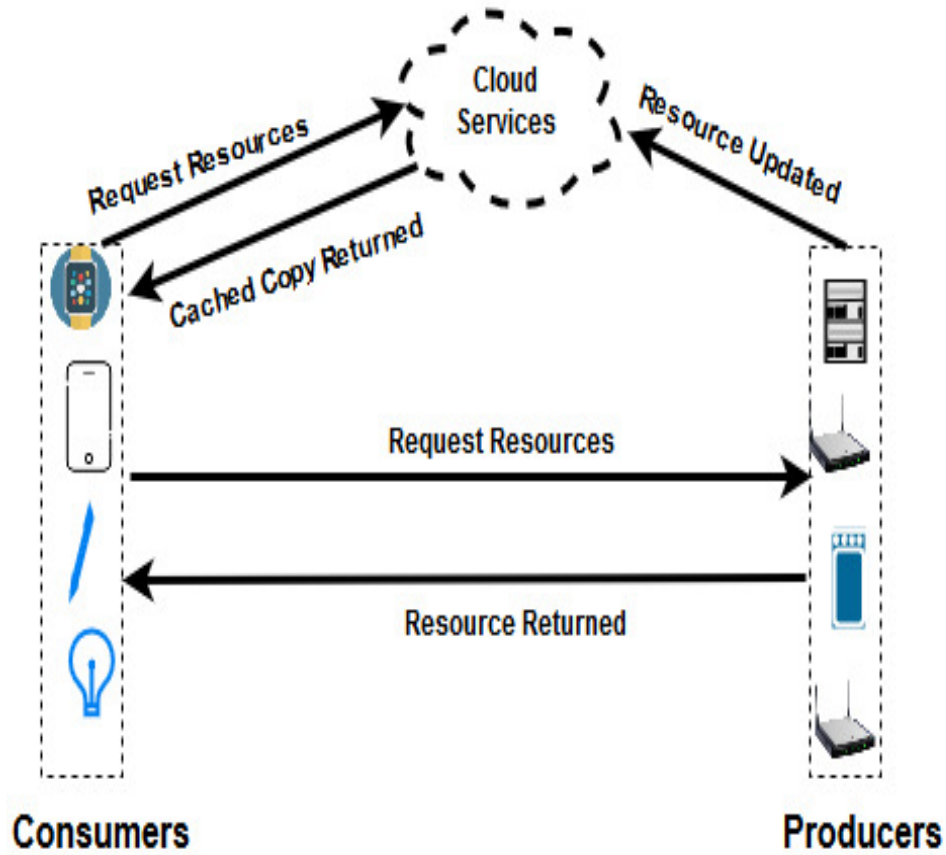 Cloud
Services
Request Resources
Resource Updated
Cached Copy Returned
Request Resources
Resource Returned
Consumers
Producers